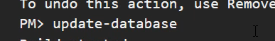 To undo this action, use Remove
PM> update-database